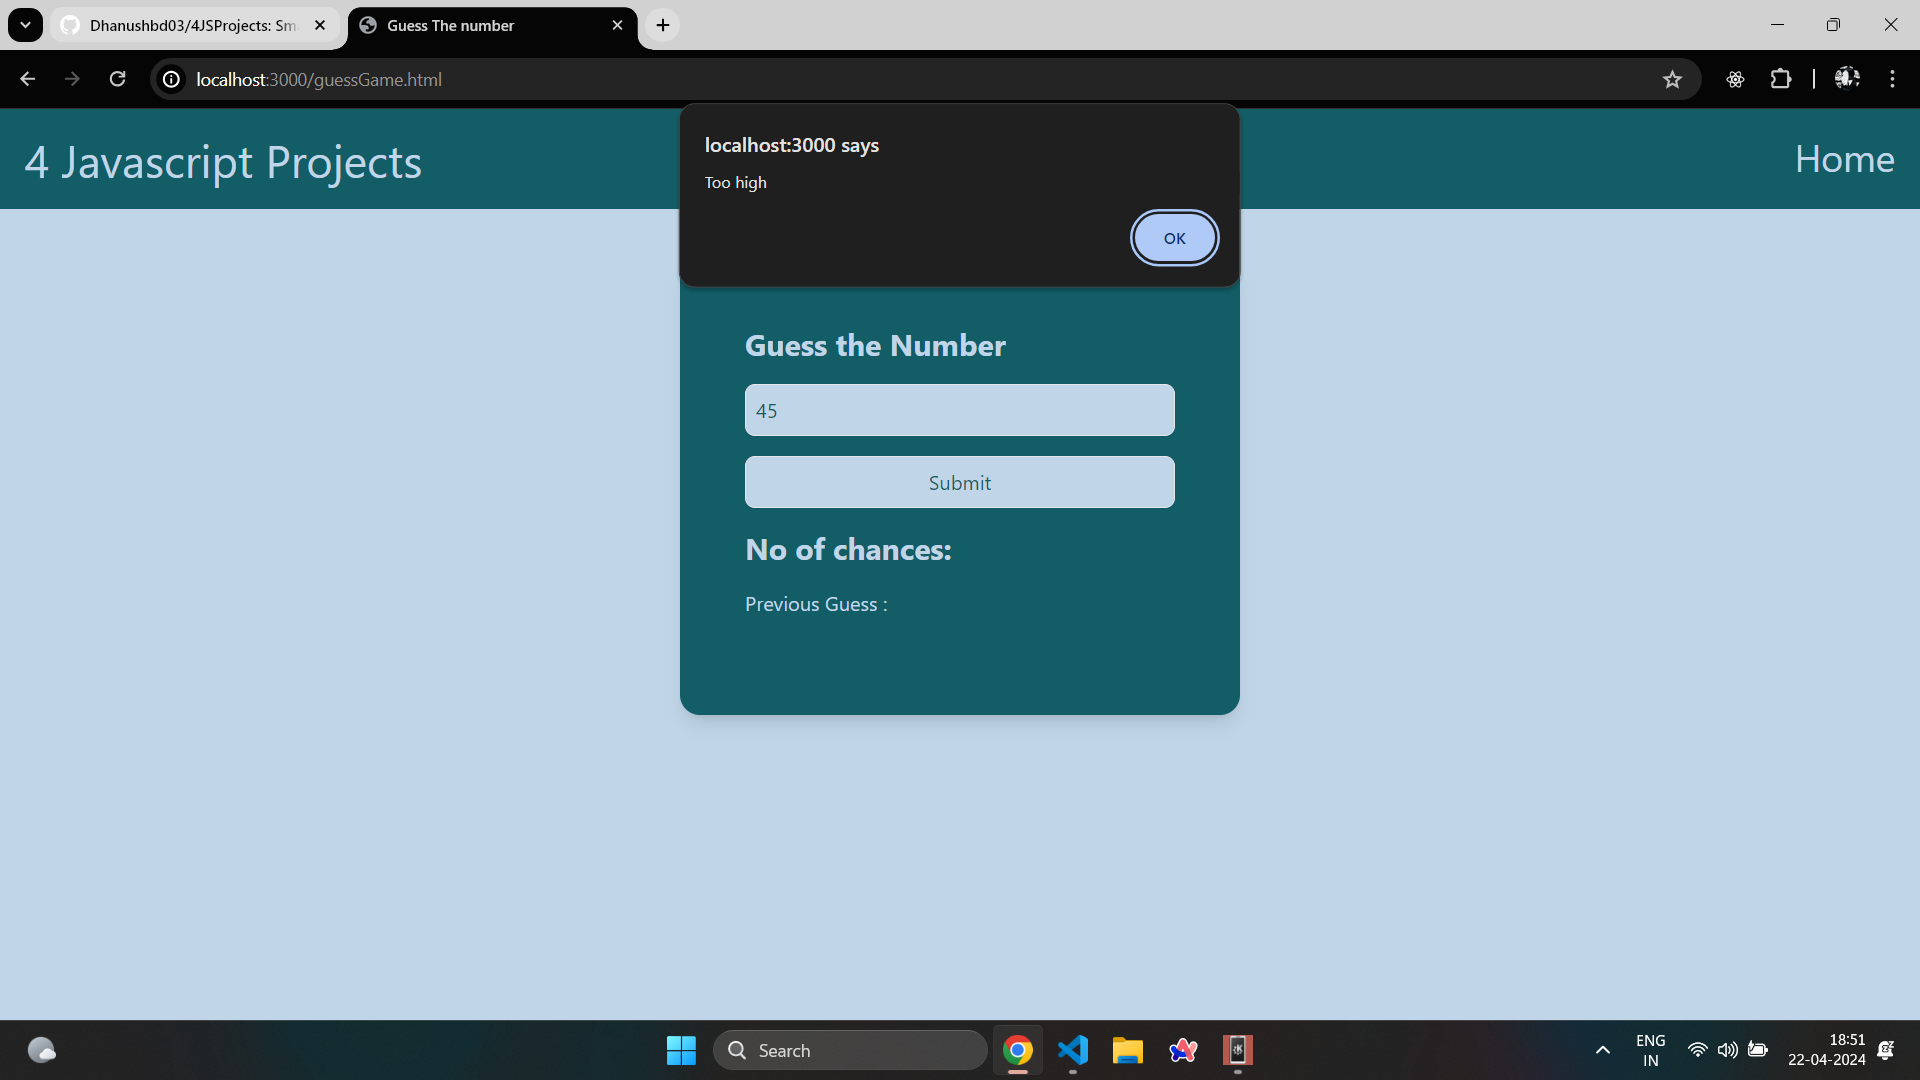 Dhanushbd03/4JSProjects: Sm
Guess The number
localhost:3000/guessGame.html
4 Javascript Projects
Home
localhost:3000 says
Too high
OK
Guess the Number
45
Submit
No of chances:
Previous Guess :
Search
ENG
IN
18:51
22-04-2024